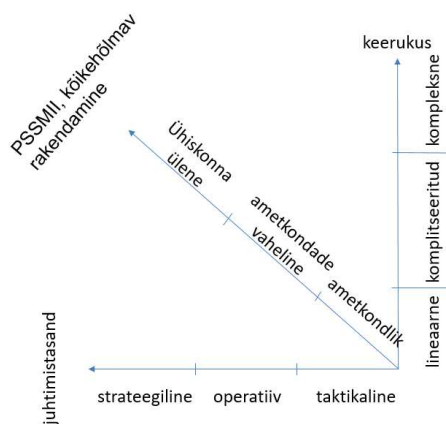 keerukus
kompleksne
komplitseeritud
lineaarne
PSSMII, kõikehõlmav
rakendamine
Ühiskonna
ülene
ametkondade
vaheline
ametkondlik
juhtimistasand
strateegiline
operatiiv
taktikaline